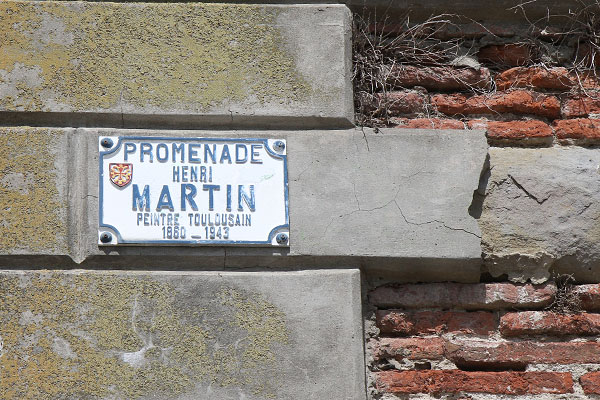 PROMENADE
HENRI
MARTIN
PEINTRE TOULOUSAIN
1860 - 1943